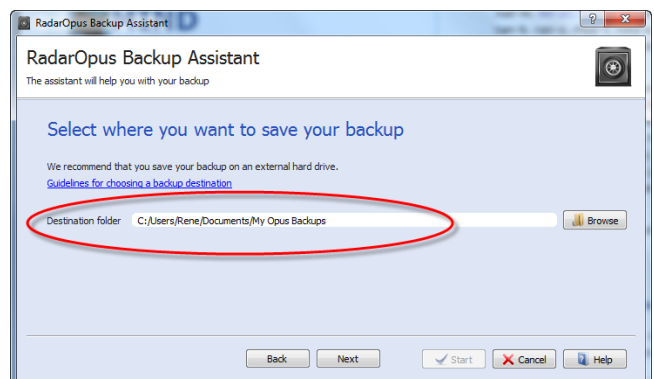 RadarOpus Backup Assistant
RadarOpus Backup Assistant
The assistant will help you with your backup
Select where you want to save your backup
We recommend that you save your backup on an external hard drive.
Guidelines for choosing a backup destination
Destination folder C:/Users/Rene/Documents/My Opus Backups Browse
Back Next Start Cancel Help